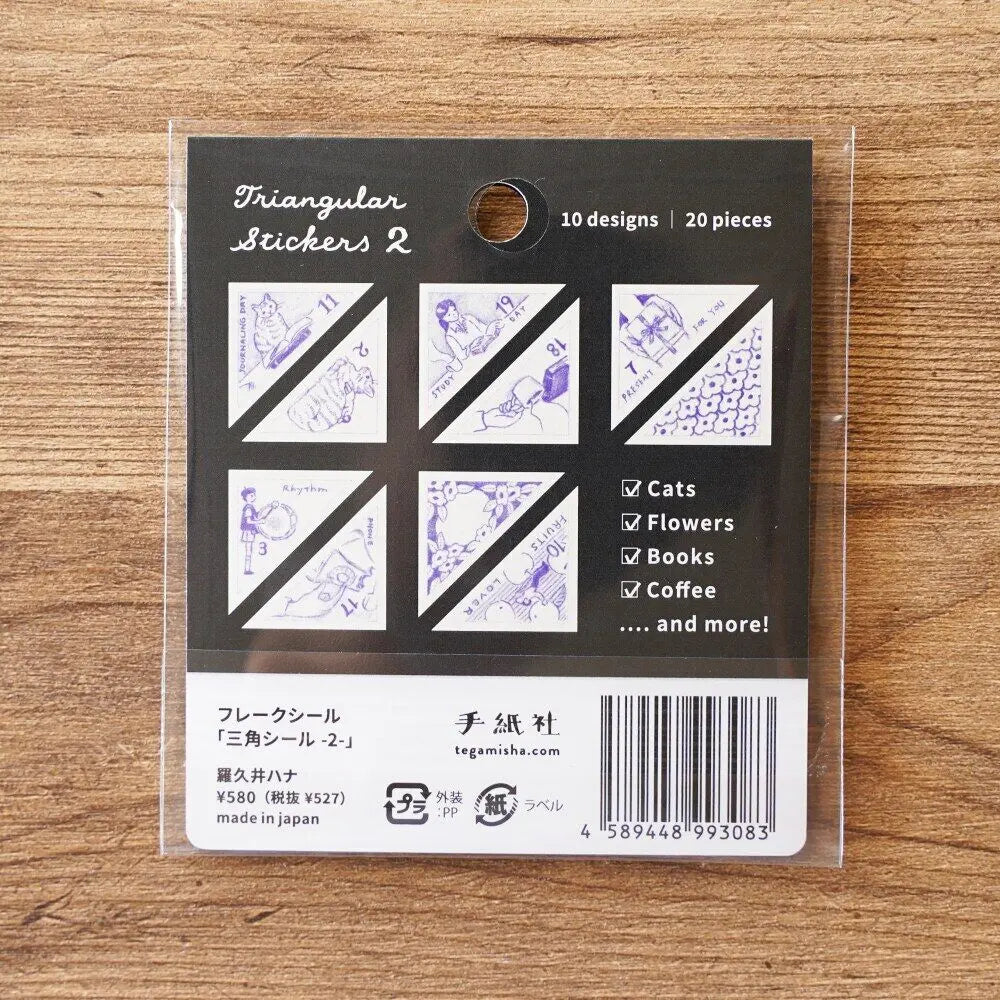 Triangular
Stickers 2
10 designs | 20 pieces
JOURNALING DAY
11
2
STUDY
19
DAY
18
7
PRESENT
FOR YOU
Rhythm
3
PHONE
17
FRUITS
10
LOVER
☑ Cats
☑ Flowers
☑ Books
☑ Coffee
.... and more!
フレークシール
「三角シール -2-」
羅久井ハナ
¥580（税抜 ¥527）
made in japan
手紙社
tegamisha.com
プラ
外装
:PP
紙
ラベル
4 589448 993083